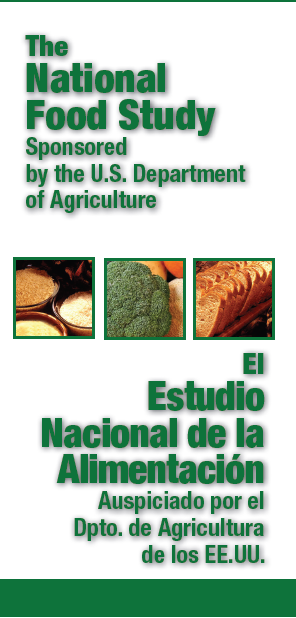 The
National
Food Study
Sponsored
by the U.S. Department
of Agriculture
El
Estudio
Nacional de la
Alimentación
Auspiciado por el
Dpto. de Agricultura
de los EE.UU.